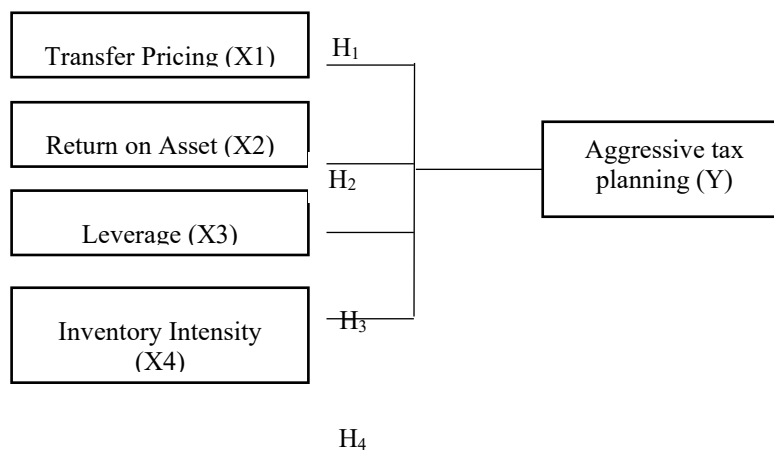 Transfer Pricing (X1)
H₁
Return on Asset (X2)
H₂
Aggressive tax
planning (Y)
Leverage (X3)
Inventory Intensity
(X4)
H₃
H₄